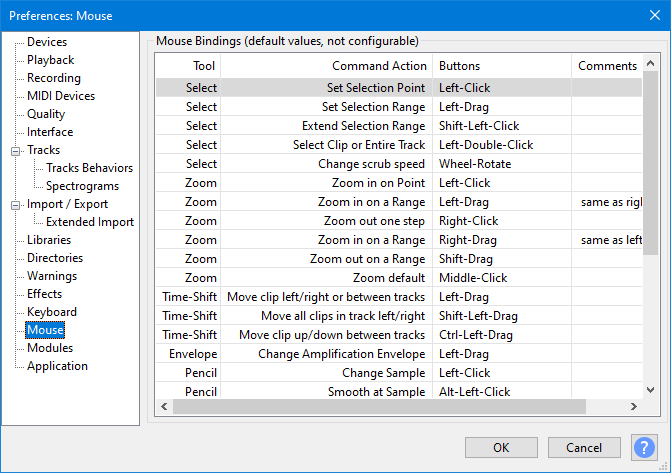 Preferences: Mouse
Devices
Playback
Recording
MIDI Devices
Quality
Interface
Tracks
Tracks Behaviors
Spectrograms
Import / Export
Extended Import
Libraries
Directories
Warnings
Effects
Keyboard
Mouse
Modules
Application
Mouse Bindings (default values, not configurable)
Tool Command Action Buttons Comments
Select Set Selection Point Left-Click
Select Set Selection Range Left-Drag
Select Extend Selection Range Shift-Left-Click
Select Select Clip or Entire Track Left-Double-Click
Select Change scrub speed Wheel-Rotate
Zoom Zoom in on Point Left-Click
Zoom Zoom in on a Range Left-Drag same as righ
Zoom Zoom out one step Right-Click
Zoom Zoom in on a Range Right-Drag same as left
Zoom Zoom out on a Range Shift-Drag
Zoom Zoom default Middle-Click
Time-Shift Move clip left/right or between tracks Left-Drag
Time-Shift Move all clips in track left/right Shift-Left-Drag
Time-Shift Move clip up/down between tracks Ctrl-Left-Drag
Envelope Change Amplification Envelope Left-Drag
Pencil Change Sample Left-Click
Pencil Smooth at Sample Alt-Left-Click
OK Cancel ?